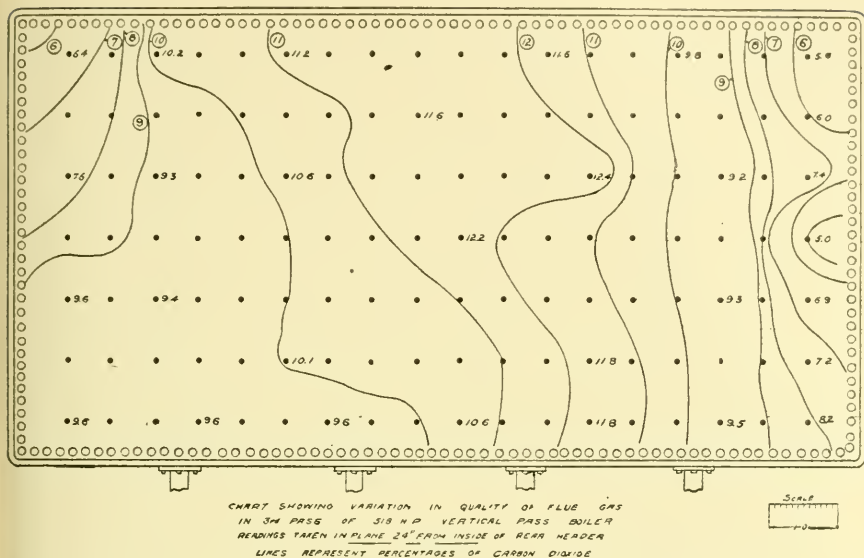 6 7 8 10 11 12 11 10 8 7 6
6.4 10.2 11.2 11.6 9.8
9
9 11.6 6.0
7.6 9.3 10.6 12.4 9.2 7.4
12.2 5.0
9.6 9.4 9.3 6.9
10.1 11.8 7.2
9.6 9.6 9.6 10.6 11.8 9.5 8.2
CHART SHOWING VARIATION IN QUALITY OF FLUE GAS
IN 3rd PASS OF 518 H P VERTICAL PASS BOILER
READINGS TAKEN IN PLANE 24" FROM INSIDE OF REAR HEADER
LINES REPRESENT PERCENTAGES OF CARBON DIOXIDE
SCALE